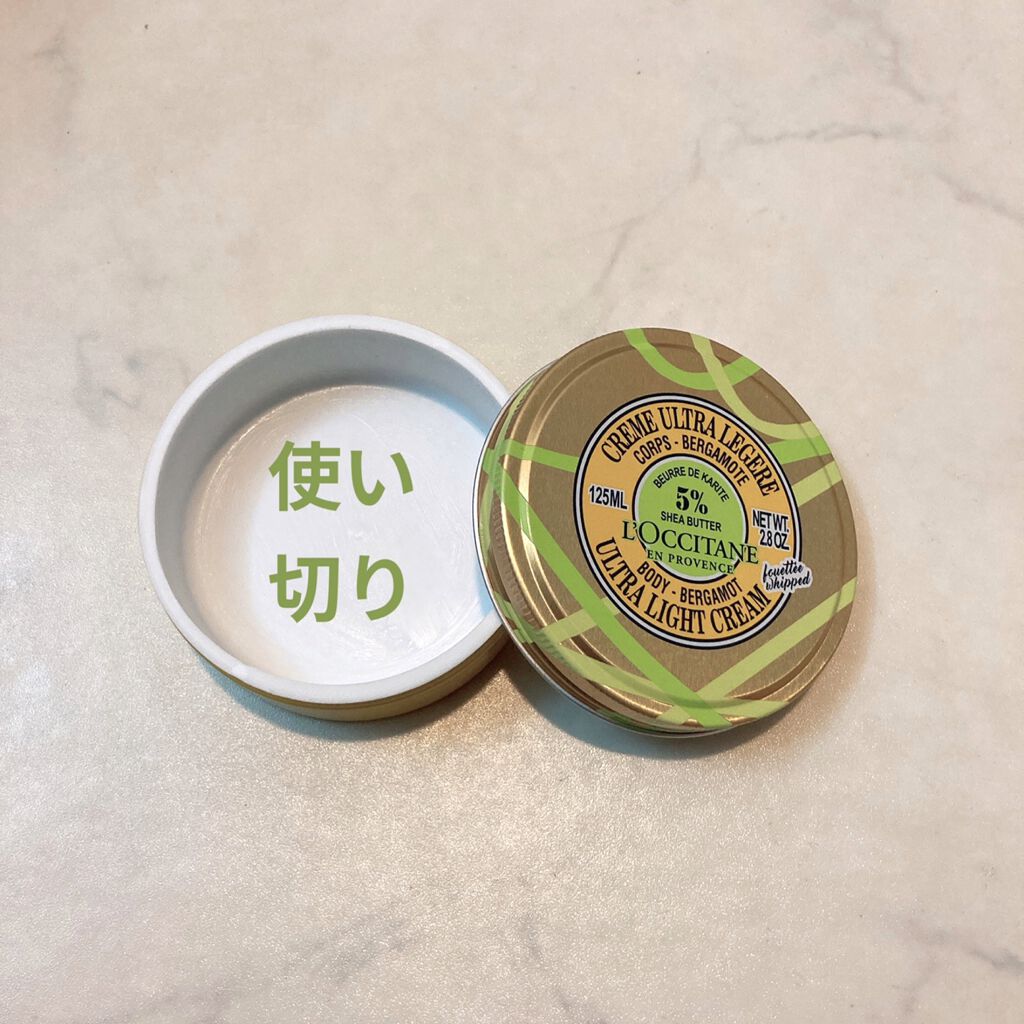 使い
切り
CREME ULTRA LEGERE
CORPS - BERGAMOTE
BEURRE DE KARITE
5%
SHEA BUTTER
125ML
NET WT.
2.8 OZ.
L'OCCITANE
EN PROVENCE
BODY - BERGAMOT
ULTRA LIGHT CREAM
fouettée
whipped